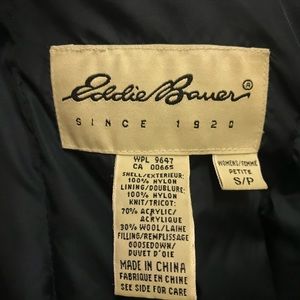 Eddie Bauer®
SINCE 1920
WPL 9647
CA 00665
SHELL/EXTERIEUR:
100% NYLON
LINING/DOUBLURE:
100% NYLON
KNIT/TRICOT:
70% ACRYLIC/
ACRYLIQUE
30% WOOL/LAINE
FILLING/REMPLISSAGE
600SEDOWN/
DUVET D'OIE
MADE IN CHINA
FABRIQUE EN CHINE
SEE SIDE FOR CARE
WOMENS/FEMME
PETITE
S/P